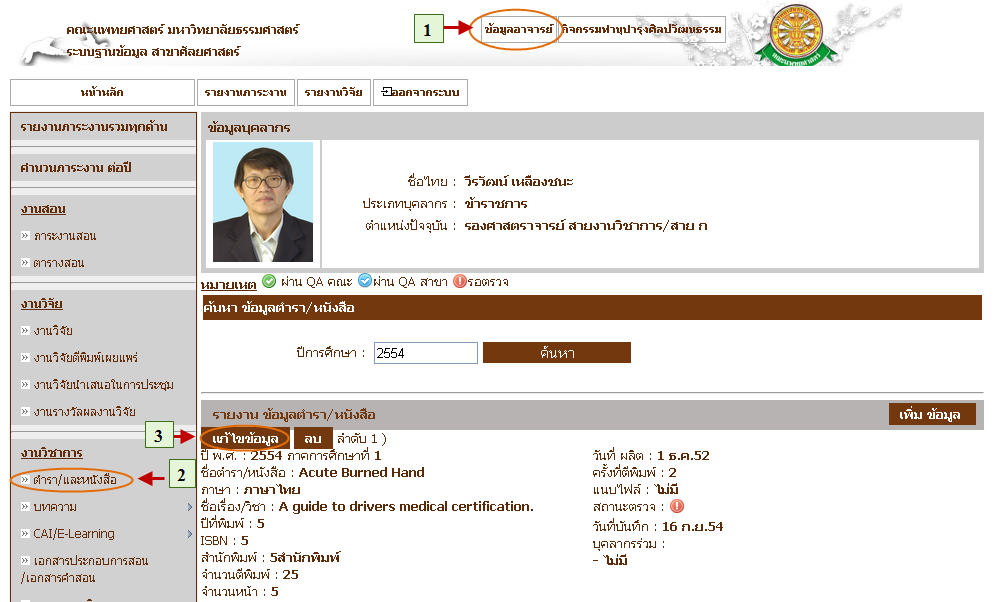 คณะแพทยศาสตร์ มหาวิทยาลัยธรรมศาสตร์
ระบบฐานข้อมูล สาขาศัลยศาสตร์
1
ข้อมูลอาจารย์
กิจกรรมทำนุบำรุงศิลปวัฒนธรรม
หน้าหลัก
รายงานภาระงาน
รายงานวิจัย
ออกจากระบบ
รายงานภาระงานรวมทุกด้าน
คำนวนภาระงาน ต่อปี
งานสอน
ภาระงานสอน
ตารางสอน
งานวิจัย
งานวิจัย
งานวิจัยตีพิมพ์เผยแพร่
งานวิจัยนำเสนอในการประชุม
งานรางวัลผลงานวิจัย
งานวิชาการ
ตำรา/และหนังสือ
2
บทความ
CAI/E-Learning
เอกสารประกอบการสอน
/เอกสารคำสอน
ข้อมูลบุคลากร
ชื่อไทย : วีรวัฒน์ เหลืองชนะ
ประเภทบุคลากร : ข้าราชการ
ตำแหน่งปัจจุบัน : รองศาสตราจารย์ สายงานวิชาการ/สาย ก
หมายเหตุ ผ่าน QA คณะ ผ่าน QA สาขา รอตรวจ
ค้นหา ข้อมูลตำรา/หนังสือ
ปีการศึกษา : 2554 ค้นหา
รายงาน ข้อมูลตำรา/หนังสือ
เพิ่ม ข้อมูล
3
แก้ไขข้อมูล ลบ ลำดับ 1 )
ปี พ.ศ. : 2554 ภาคการศึกษาที่ 1
ชื่อตำรา/หนังสือ : Acute Burned Hand
ภาษา : ภาษาไทย
ชื่อเรื่อง/วิชา : A guide to drivers medical certification.
ปีที่พิมพ์ : 5
ISBN : 5
สำนักพิมพ์ : 5สำนักพิมพ์
จำนวนตีพิมพ์ : 25
จำนวนหน้า : 5
วันที่ ผลิต : 1 ธ.ค.52
ครั้งที่ตีพิมพ์ : 2
แนบไฟล์ : ไม่มี
สถานะตรวจ :
วันที่บันทึก : 16 ก.ย.54
บุคลากรร่วม :
- ไม่มี